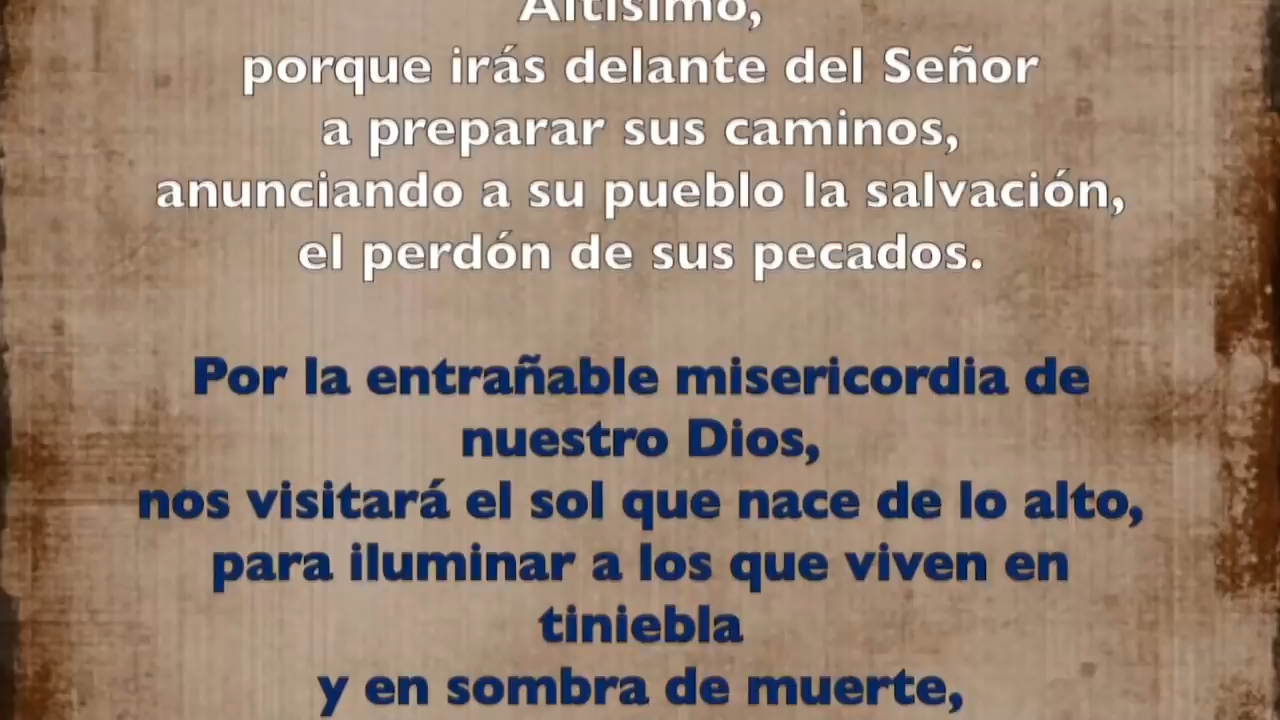 Altísimo,
porque irás delante del Señor
a preparar sus caminos,
anunciando a su pueblo la salvación,
el perdón de sus pecados.
Por la entrañable misericordia de
nuestro Dios,
nos visitará el sol que nace de lo alto,
para iluminar a los que viven en
tiniebla
y en sombra de muerte,